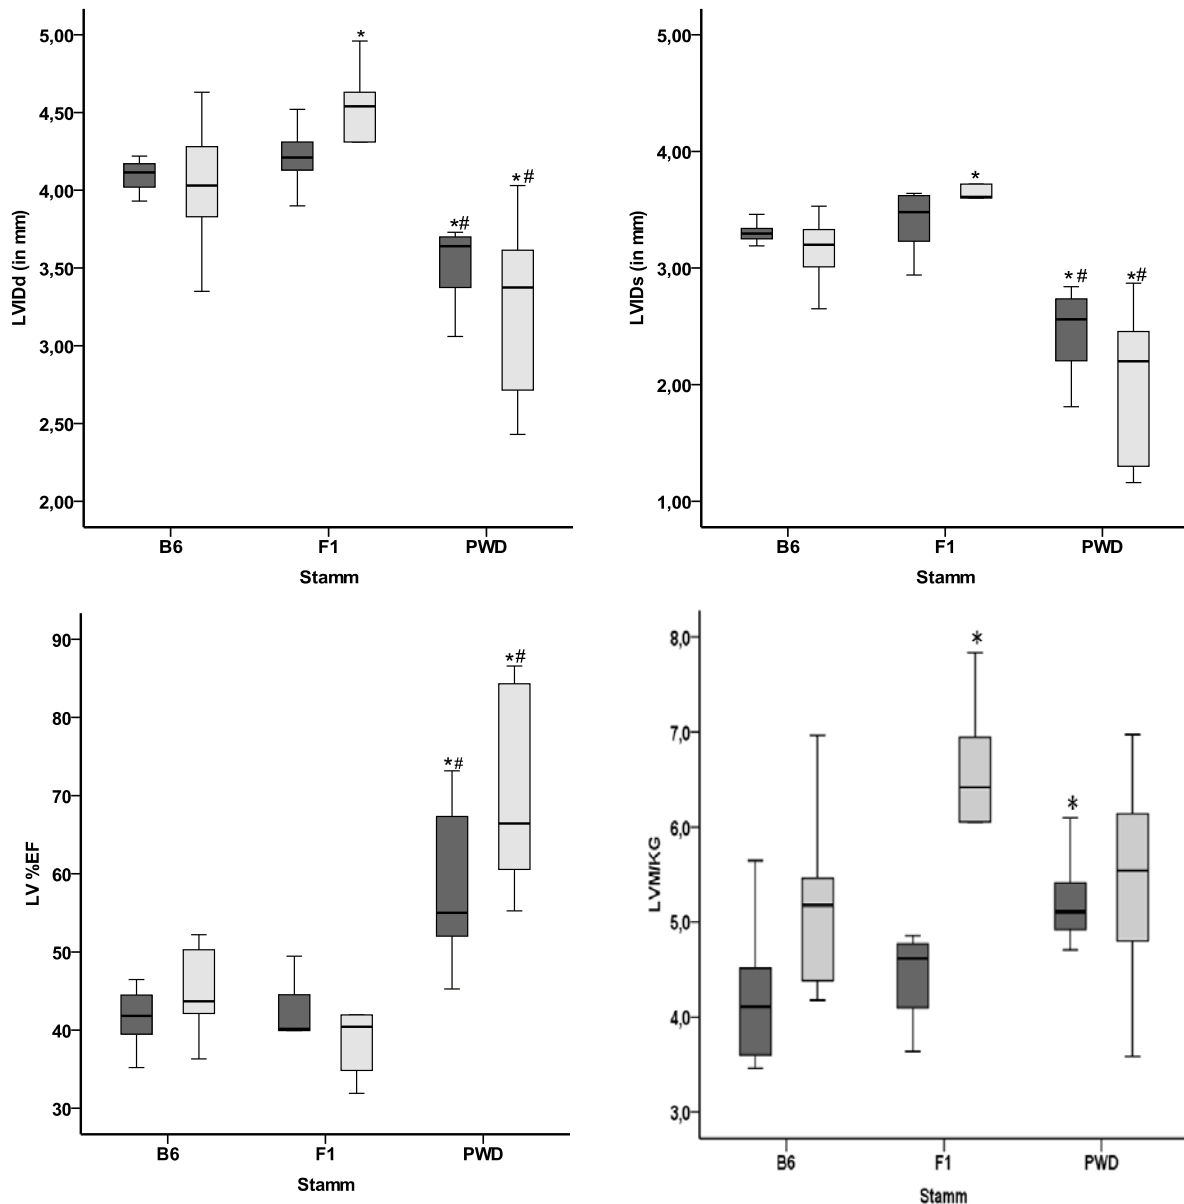 LVIDd (in mm)
5,00
4,50
4,00
3,50
3,00
2,50
2,00
*
*#
*#
B6 F1 PWD
Stamm
LVIDs (in mm)
5,00
4,00
3,00
2,00
1,00
*
*#
*#
B6 F1 PWD
Stamm
LV %EF
90
80
70
60
50
40
30
*#
*#
B6 F1 PWD
Stamm
LVM/KG
8,0
7,0
6,0
5,0
4,0
3,0
*
*
B6 F1 PWD
Stamm